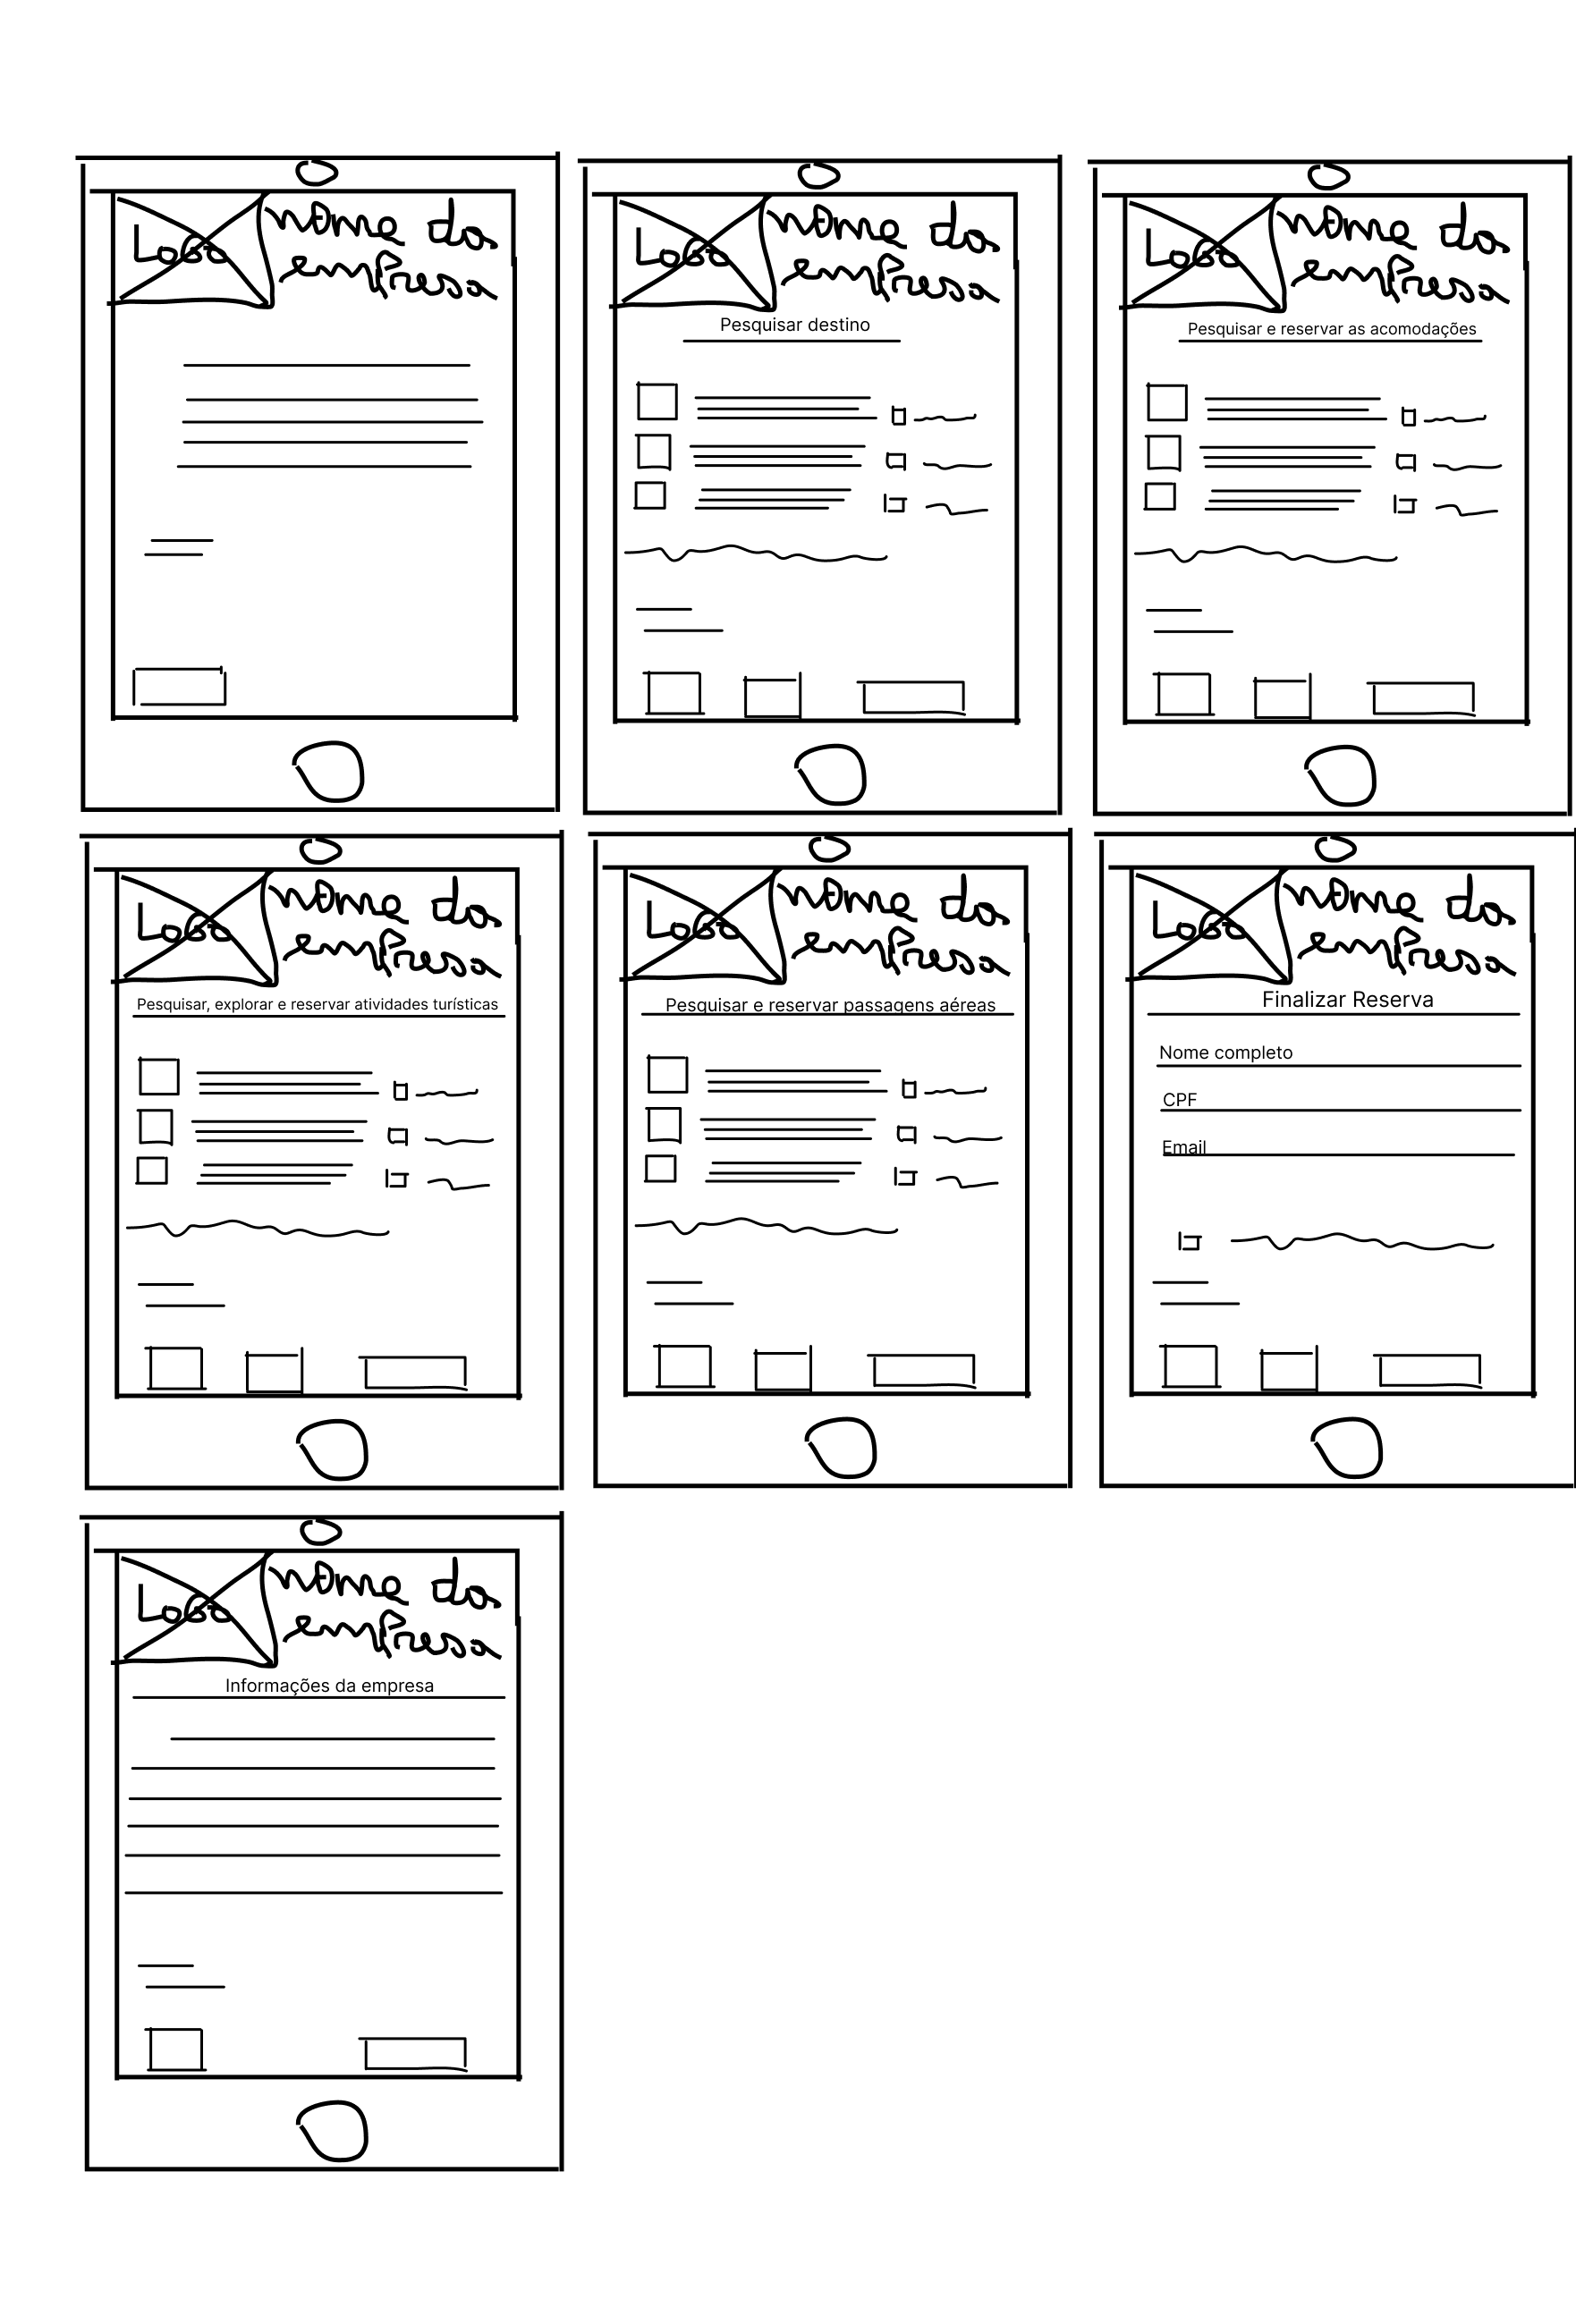 Logo
nome da
empresa
Logo
nome da
empresa
Pesquisar destino
Logo
nome da
empresa
Pesquisar e reservar as acomodações
Logo
nome da
empresa
Pesquisar, explorar e reservar atividades turísticas
Logo
nome da
empresa
Pesquisar e reservar passagens aéreas
Logo
nome da
empresa
Finalizar Reserva
Nome completo
CPF
Email
Logo
nome da
empresa
Informações da empresa